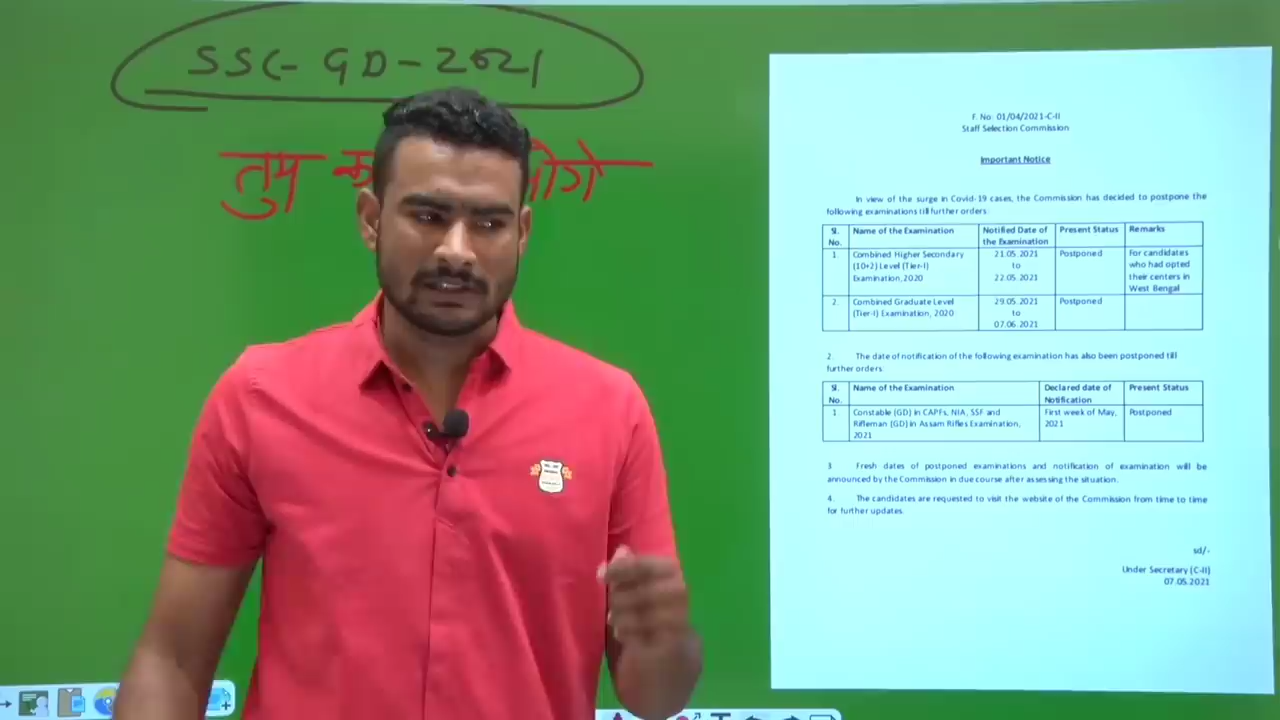 SSC-GD-2021
तुम
F. No. 01/04/2021-C-II
Staff Selection Commission
Important Notice
In view of the surge in Covid-19 cases, the Commission has decided to postpone the
following examinations till further orders:
Sl. No. Name of the Examination Notified Date of the Examination Present Status Remarks
1. Combined Higher Secondary (10+2) Level (Tier-I) Examination, 2020 21.05.2021 to 22.05.2021 Postponed For candidates who had opted their centers in West Bengal
2. Combined Graduate Level (Tier-I) Examination, 2020 29.05.2021 to 07.06.2021 Postponed
2. The date of notification of the following examination has also been postponed till
further orders:
Sl. No. Name of the Examination Declared date of Notification Present Status
1 Constable (GD) in CAPFs, NIA, SSF and Rifleman (GD) in Assam Rifles Examination, 2021 First week of May, 2021 Postponed
3 Fresh dates of postponed examinations and notification of examination will be
announced by the Commission in due course after assessing the situation.
4. The candidates are requested to visit the website of the Commission from time to time
for further updates.
sd/-
Under Secretary (C-II)
07.05.2021